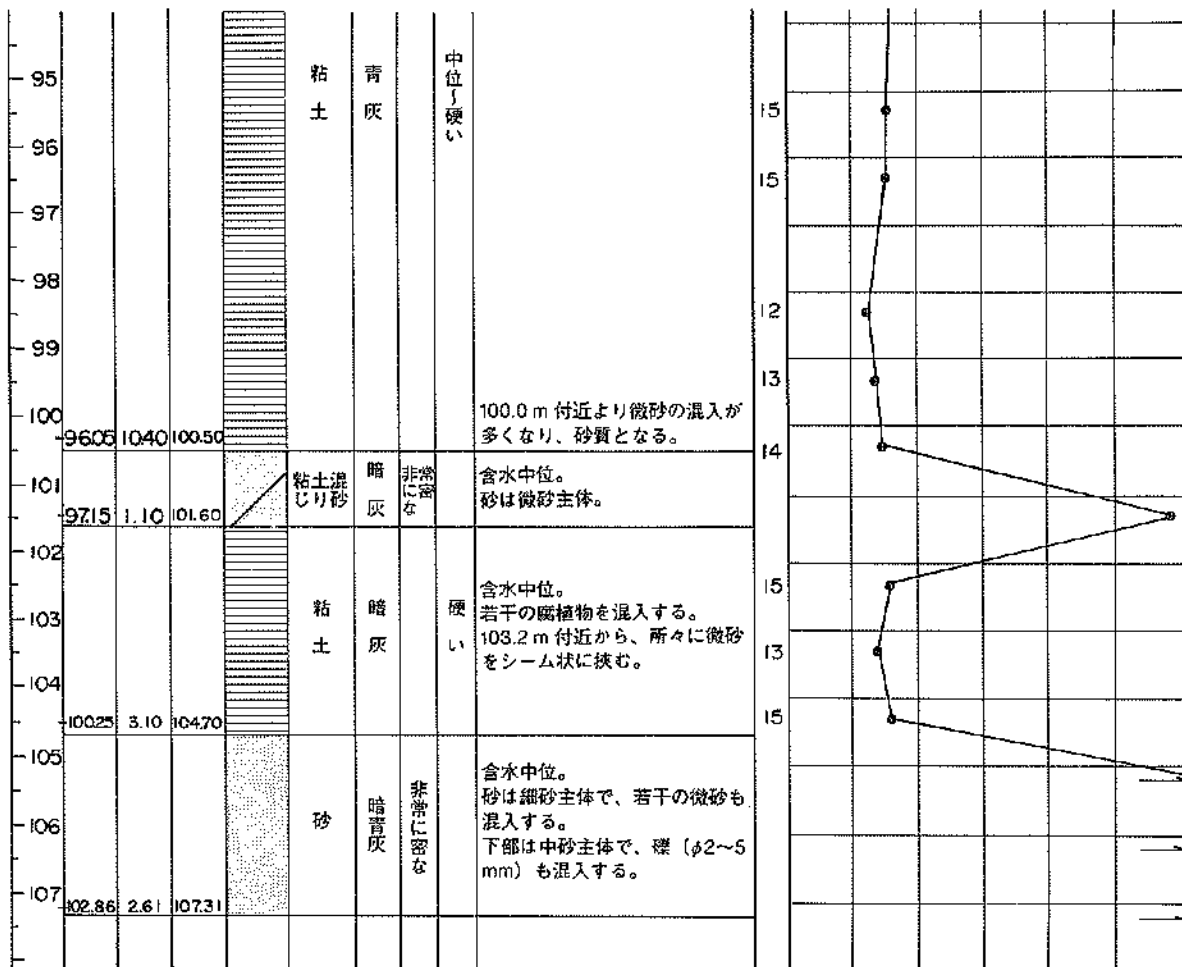 95
96
97
98
99
100
101
102
103
104
105
106
107
粘土
青灰
中位~硬い
100.0 m 付近より微砂の混入が
多くなり、砂質となる。
-96.05 10.40 100.50
粘土混
じり砂
暗灰
非常に密な
含水中位。
砂は微砂主体。
-97.15 1.10 101.60
粘土
暗灰
硬い
含水中位。
若干の腐植物を混入する。
103.2 m 付近から、所々に微砂
をシーム状に挟む。
-100.25 3.10 104.70
砂
暗青灰
非常に密な
含水中位。
砂は細砂主体で、若干の微砂も
混入する。
下部は中砂主体で、礫(φ2~5
mm)も混入する。
-102.86 2.61 107.31
15
15
12
13
14
15
13
15